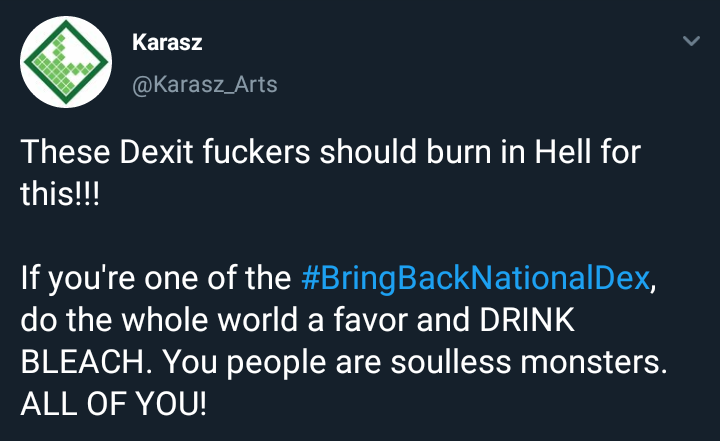 Karasz
@Karasz_Arts
These Dexit fuckers should burn in Hell for
this!!!
If you're one of the #BringBackNationalDex,
do the whole world a favor and DRINK
BLEACH. You people are soulless monsters.
ALL OF YOU!